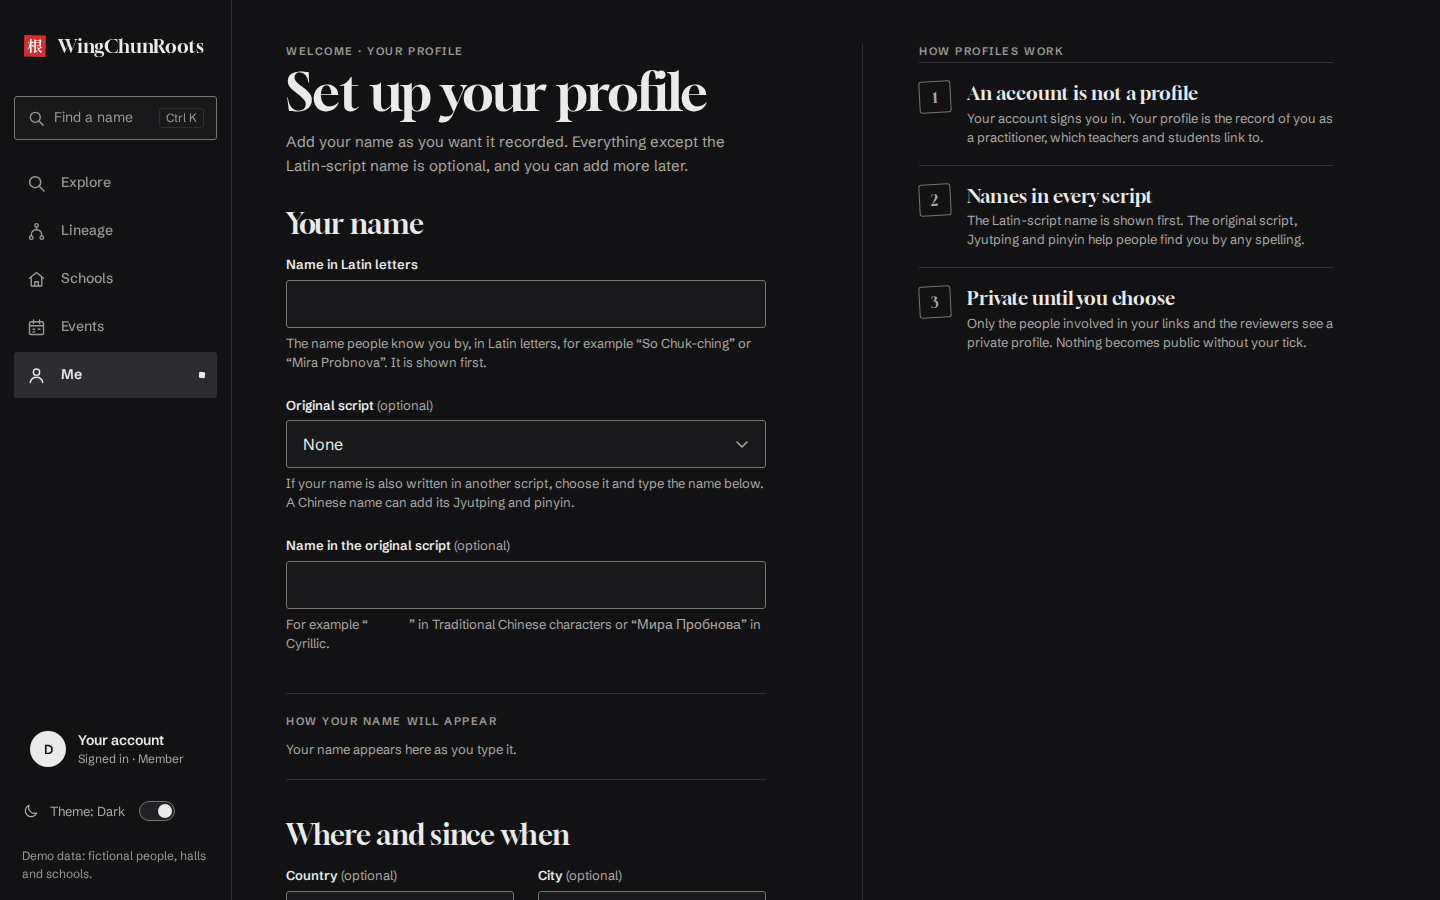 根 WingChunRoots
Find a name Ctrl K
Explore
Lineage
Schools
Events
Me
D
Your account
Signed in · Member
Theme: Dark
Demo data: fictional people, halls
and schools.
WELCOME · YOUR PROFILE
Set up your profile
Add your name as you want it recorded. Everything except the
Latin-script name is optional, and you can add more later.
Your name
Name in Latin letters
The name people know you by, in Latin letters, for example “So Chuk-ching” or
“Mira Probnova”. It is shown first.
Original script (optional)
None
If your name is also written in another script, choose it and type the name below.
A Chinese name can add its Jyutping and pinyin.
Name in the original script (optional)
For example “ ” in Traditional Chinese characters or “Мира Пробнова” in
Cyrillic.
HOW YOUR NAME WILL APPEAR
Your name appears here as you type it.
Where and since when
Country (optional) City (optional)
HOW PROFILES WORK
1 An account is not a profile
Your account signs you in. Your profile is the record of you as
a practitioner, which teachers and students link to.
2 Names in every script
The Latin-script name is shown first. The original script,
Jyutping and pinyin help people find you by any spelling.
3 Private until you choose
Only the people involved in your links and the reviewers see a
private profile. Nothing becomes public without your tick.